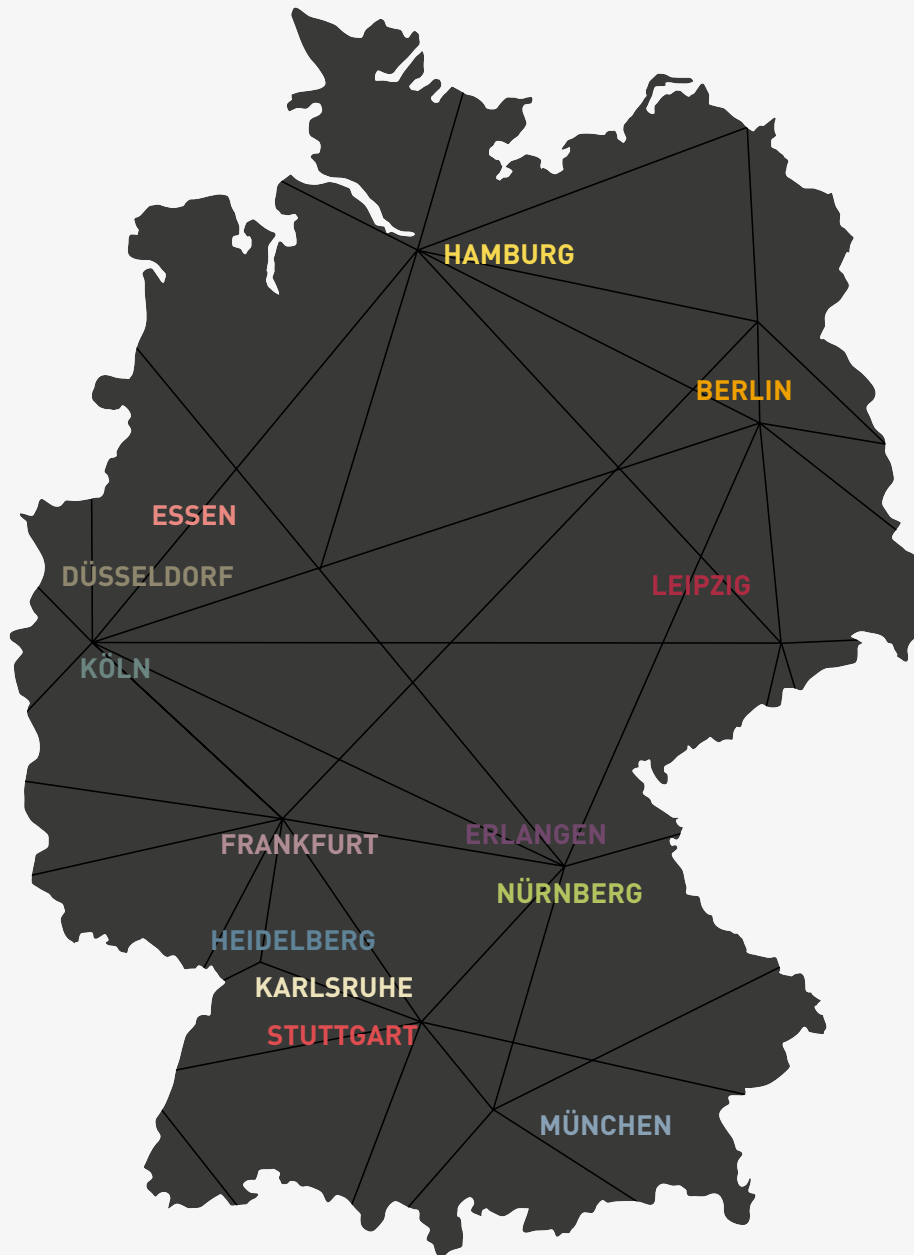 HAMBURG
BERLIN
ESSEN
DÜSSELDORF
LEIPZIG
KÖLN
ERLANGEN
FRANKFURT
NÜRNBERG
HEIDELBERG
KARLSRUHE
STUTTGART
MÜNCHEN